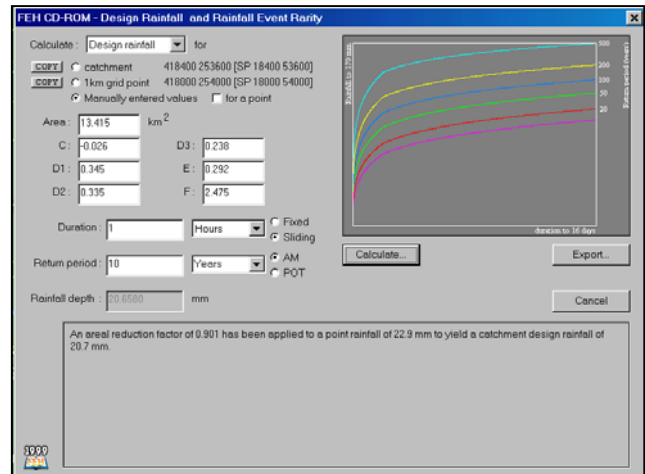 FEH CD-ROM - Design Rainfall and Rainfall Event Rarity
Calculate : Design rainfall for
COPY catchment 418400 253600 [SP 18400 53600]
COPY 1km grid point 418000 254000 [SP 18000 54000]
Manually entered values for a point
Area : 13.415 km2
C : -0.026 D3 : 0.238
D1 : 0.345 E : 0.292
D2 : 0.335 F : 2.475
Duration : 1 Hours Fixed
Sliding
Return period : 10 Years AM
POT
Rainfall depth : 20.6580 mm
Rainfall to 179 mm
500
200
100
50
20
Return period (years)
duration to 16 days
Calculate... Export...
Cancel
An areal reduction factor of 0.901 has been applied to a point rainfall of 22.9 mm to yield a catchment design rainfall of
20.7 mm.
1999
FEH